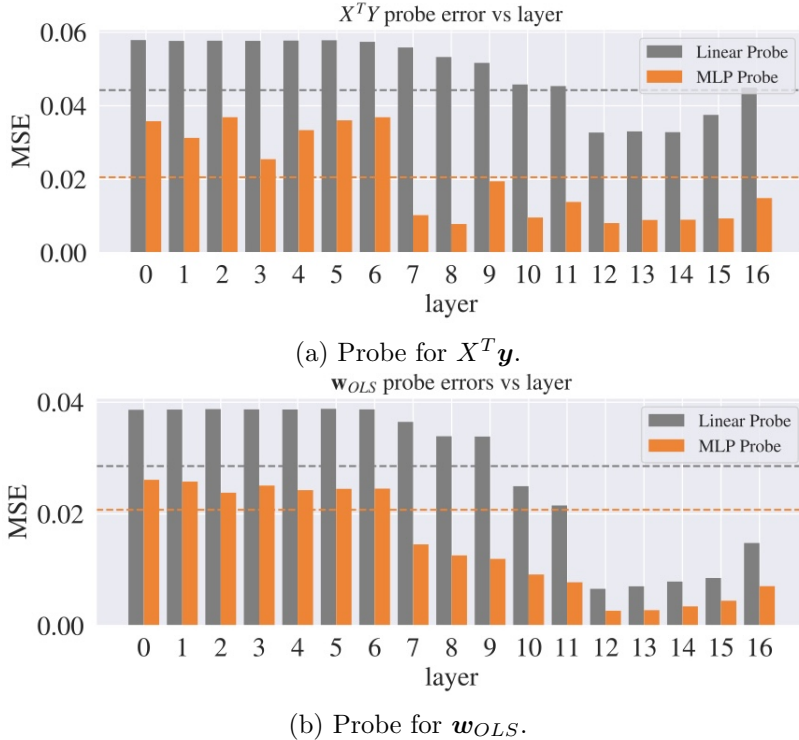 X^T Y probe error vs layer
0.06
Linear Probe
MLP Probe
0.04
MSE
0.02
0.00
0 1 2 3 4 5 6 7 8 9 10 11 12 13 14 15 16
layer
(a) Probe for X^T y.
w_OLS probe errors vs layer
0.04
Linear Probe
MLP Probe
MSE
0.02
0.00
0 1 2 3 4 5 6 7 8 9 10 11 12 13 14 15 16
layer
(b) Probe for w_OLS.